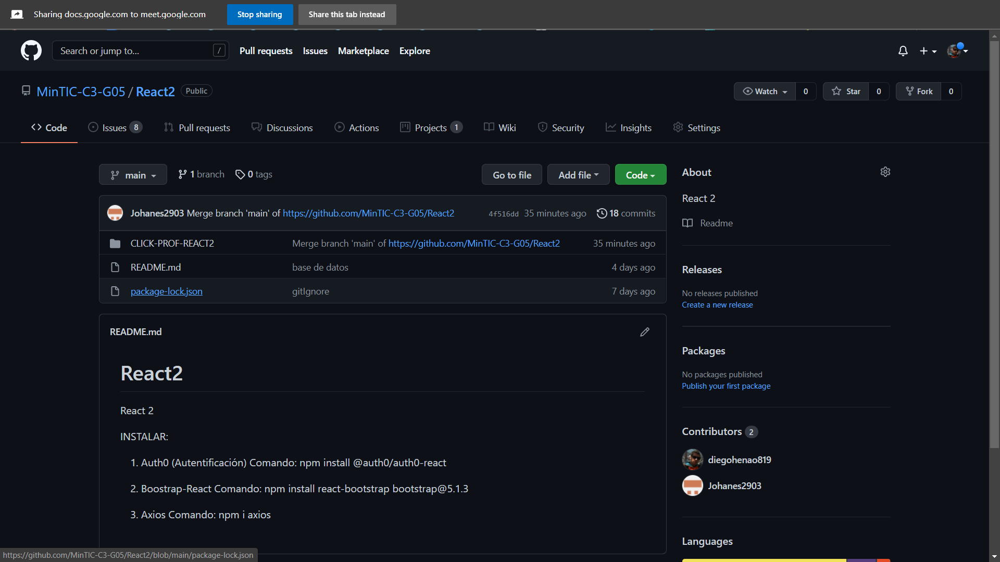 Sharing docs.google.com to meet.google.com Stop sharing Share this tab instead
Search or jump to... / Pull requests Issues Marketplace Explore
MinTIC-C3-G05 / React2 Public Watch 0 Star 0 Fork 0
Code Issues 8 Pull requests Discussions Actions Projects 1 Wiki Security Insights Settings
main 1 branch 0 tags Go to file Add file Code
Johanes2903 Merge branch 'main' of https://github.com/MinTIC-C3-G05/React2 4f516dd 35 minutes ago 18 commits
CLICK-PROF-REACT2 Merge branch 'main' of https://github.com/MinTIC-C3-G05/React2 35 minutes ago
README.md base de datos 4 days ago
package-lock.json gitIgnore 7 days ago
README.md
React2
React 2
INSTALAR:
1. Auth0 (Autentificación) Comando: npm install @auth0/auth0-react
2. Boostrap-React Comando: npm install react-bootstrap bootstrap@5.1.3
3. Axios Comando: npm i axios
About
React 2
Readme
Releases
No releases published
Create a new release
Packages
No packages published
Publish your first package
Contributors 2
diegohenao819
Johanes2903
Languages
https://github.com/MinTIC-C3-G05/React2/blob/main/package-lock.json